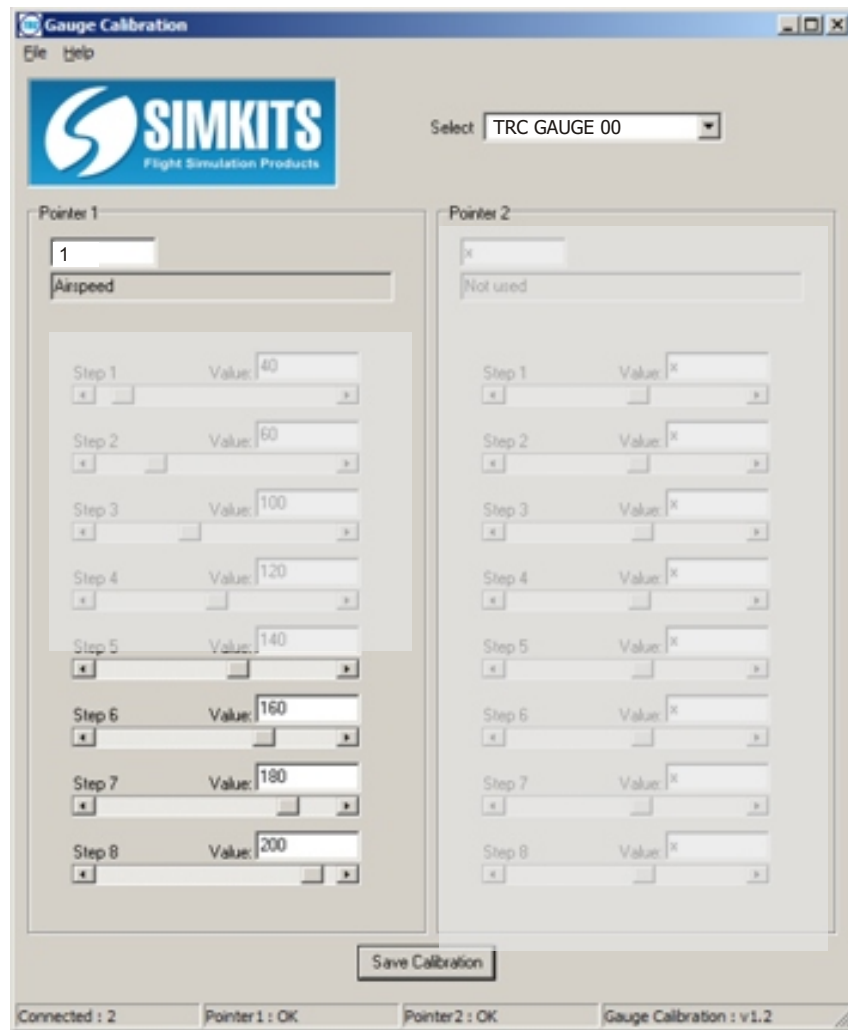 TRC Gauge Calibration
File Help
SIMKITS
Flight Simulation Products
Select TRC GAUGE 00
Pointer 1
1
Airspeed
Step 1 Value: 40
Step 2 Value: 60
Step 3 Value: 100
Step 4 Value: 120
Step 5 Value: 140
Step 6 Value: 160
Step 7 Value: 180
Step 8 Value: 200
Pointer 2
x
Not used
Step 1 Value: x
Step 2 Value: x
Step 3 Value: x
Step 4 Value: x
Step 5 Value: x
Step 6 Value: x
Step 7 Value: x
Step 8 Value: x
Save Calibration
Connected : 2 Pointer1 : OK Pointer2 : OK Gauge Calibration : v1.2